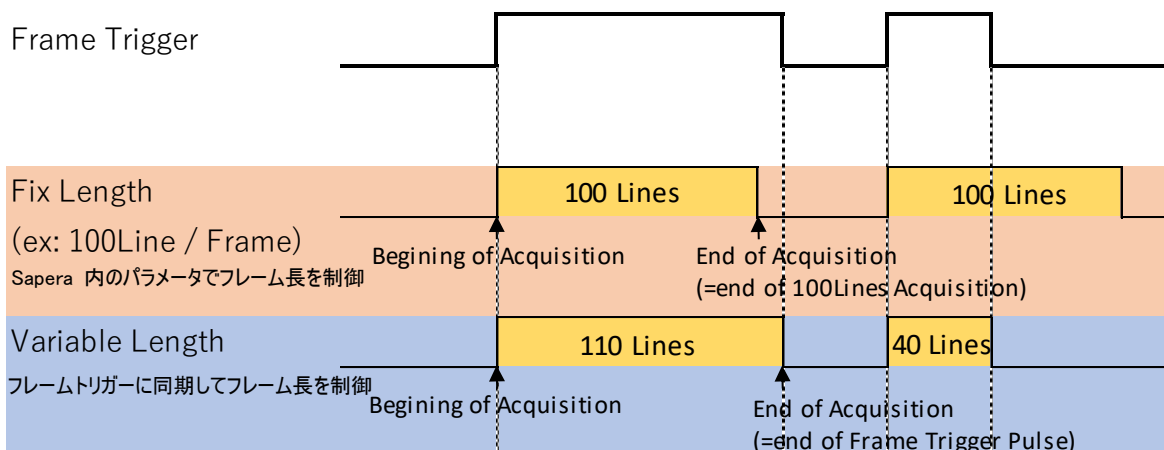 Frame Trigger
Fix Length
(ex: 100Line / Frame)
Sapera 内のパラメータでフレーム長を制御
100 Lines
100 Lines
Begining of Acquisition
End of Acquisition
(=end of 100Lines Acquisition)
Variable Length
フレームトリガーに同期してフレーム長を制御
110 Lines
40 Lines
Begining of Acquisition
End of Acquisition
(=end of Frame Trigger Pulse)